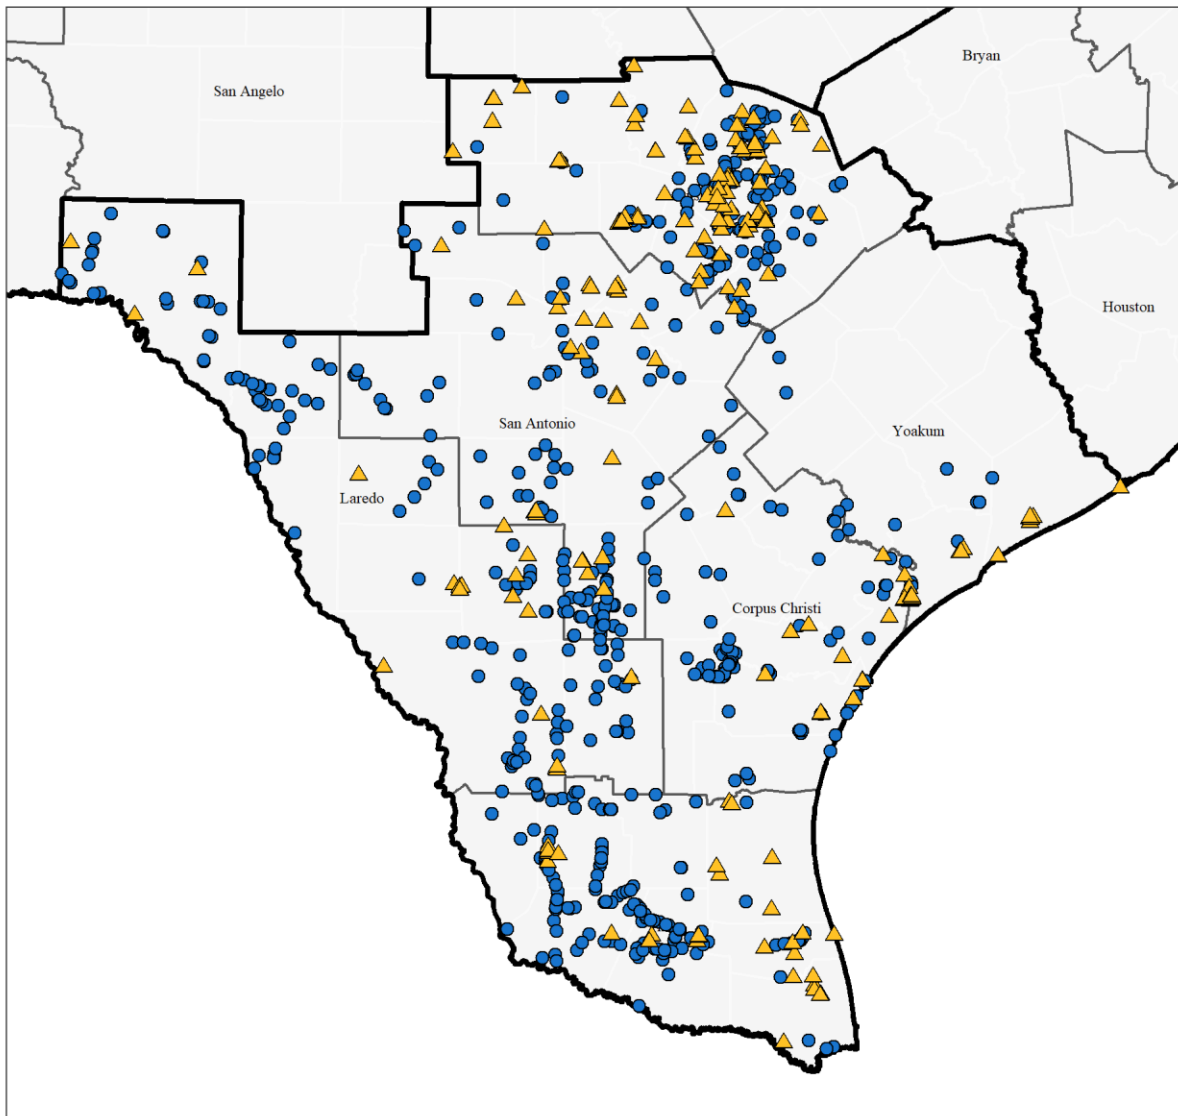 Bryan
San Angelo
Houston
San Antonio
Yoakum
Laredo
Corpus Christi